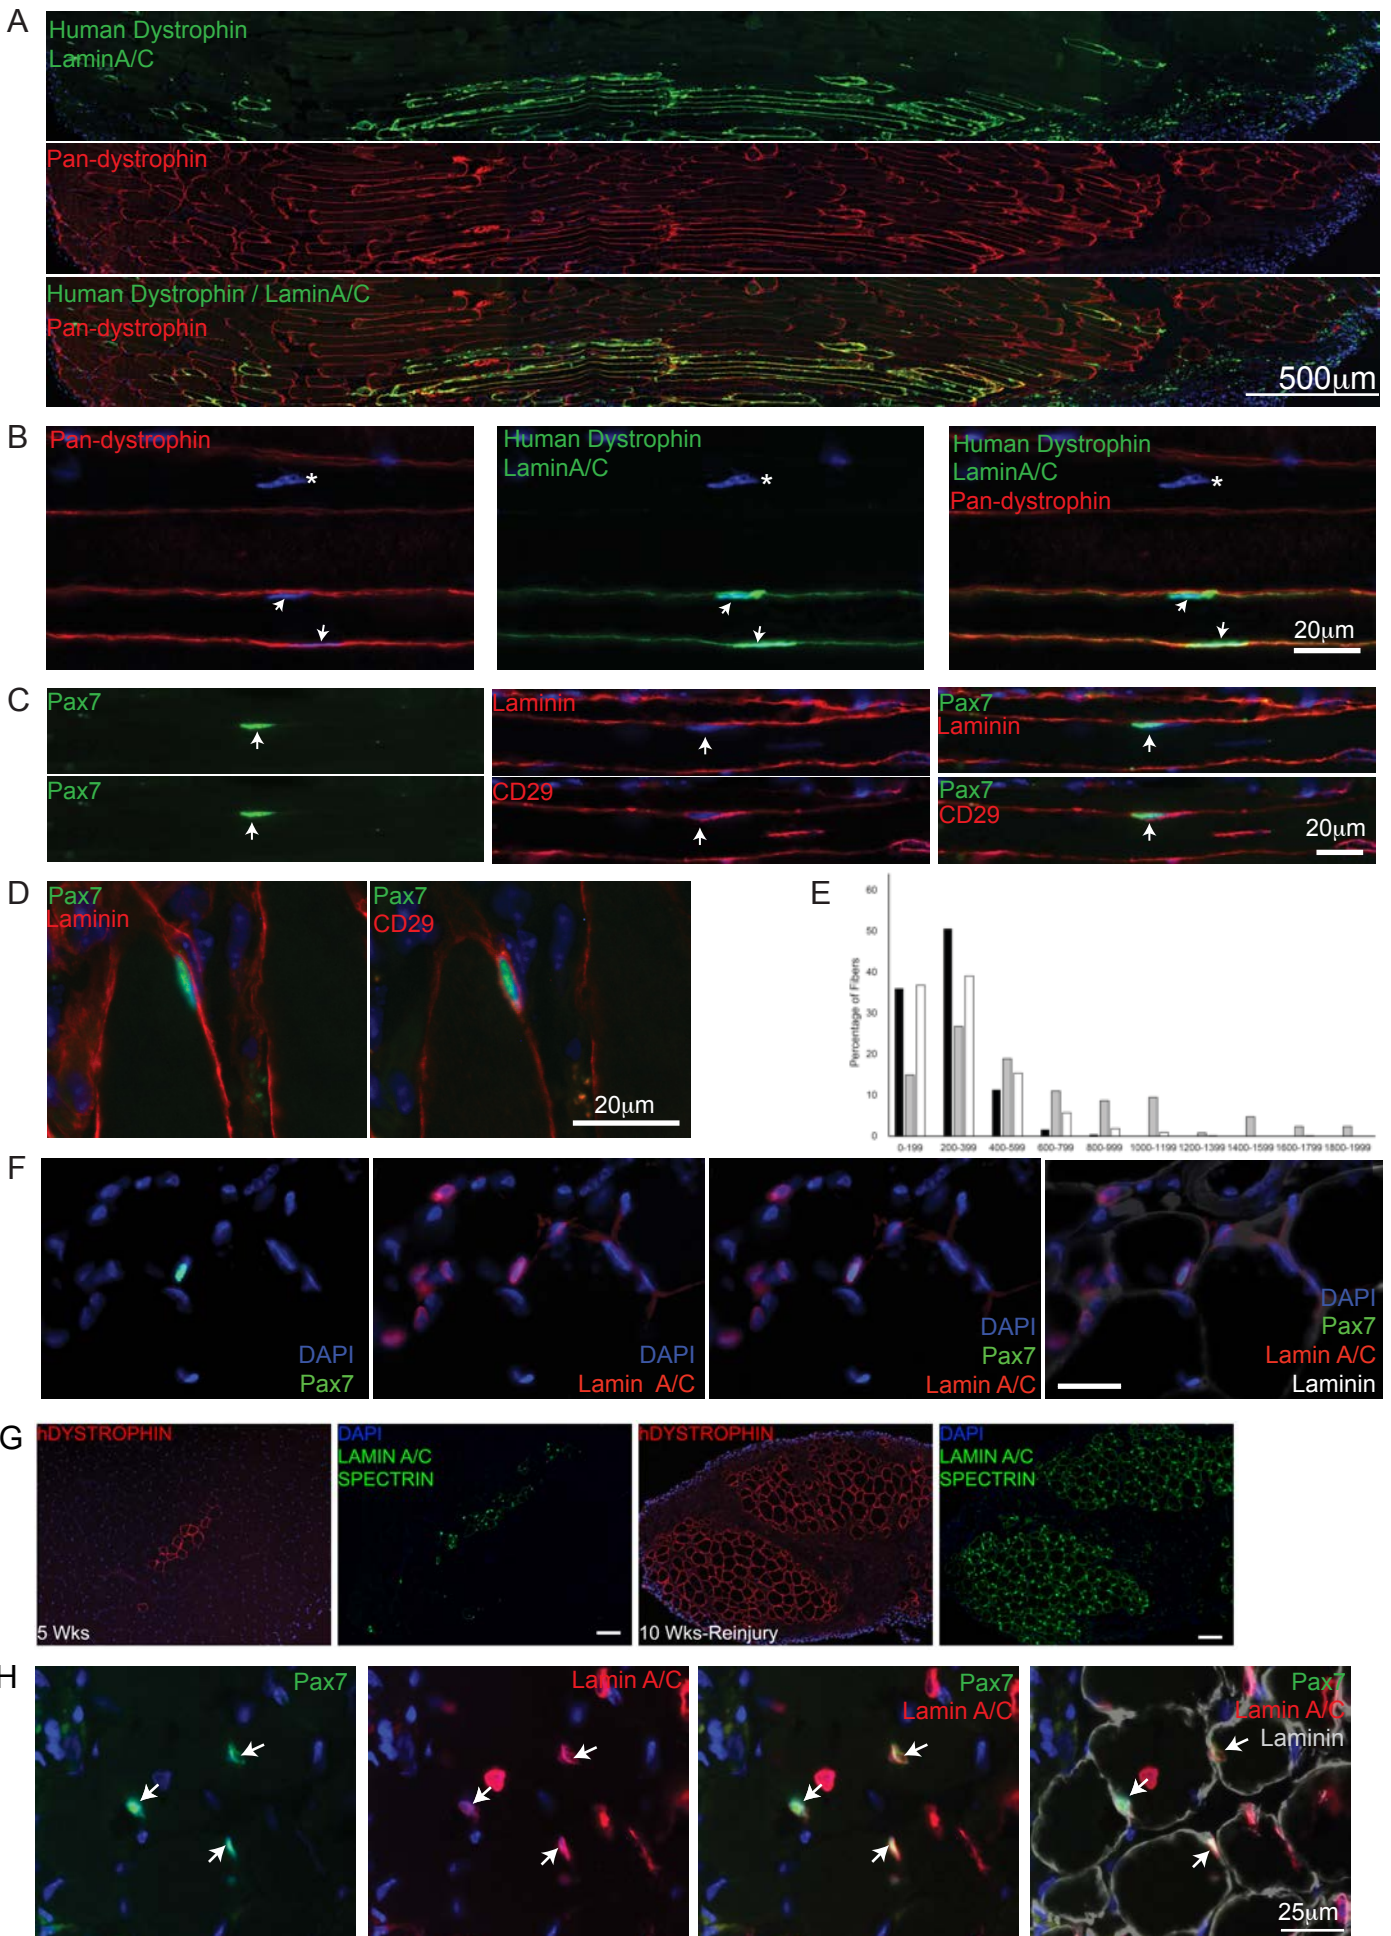 A
Human Dystrophin
LaminA/C
Pan-dystrophin
Human Dystrophin / LaminA/C
Pan-dystrophin
500μm
B
Pan-dystrophin
*
Human Dystrophin
LaminA/C
*
Human Dystrophin
LaminA/C
*
Pan-dystrophin
20μm
C
Pax7
Laminin
Pax7
Laminin
Pax7
CD29
Pax7
CD29
20μm
D
Pax7
Laminin
Pax7
CD29
20μm
E
Percentage of Fibers
60
50
40
30
20
10
0
0-199 200-399 400-599 600-799 800-999 1000-1199 1200-1399 1400-1599 1600-1799 1800-1999
F
DAPI
Pax7
DAPI
Lamin A/C
DAPI
Pax7
Lamin A/C
DAPI
Pax7
Lamin A/C
Laminin
G
hDYSTROPHIN
5 Wks
DAPI
LAMIN A/C
SPECTRIN
hDYSTROPHIN
10 Wks-Reinjury
DAPI
LAMIN A/C
SPECTRIN
H
Pax7
Lamin A/C
Pax7
Lamin A/C
Pax7
Lamin A/C
Laminin
25μm